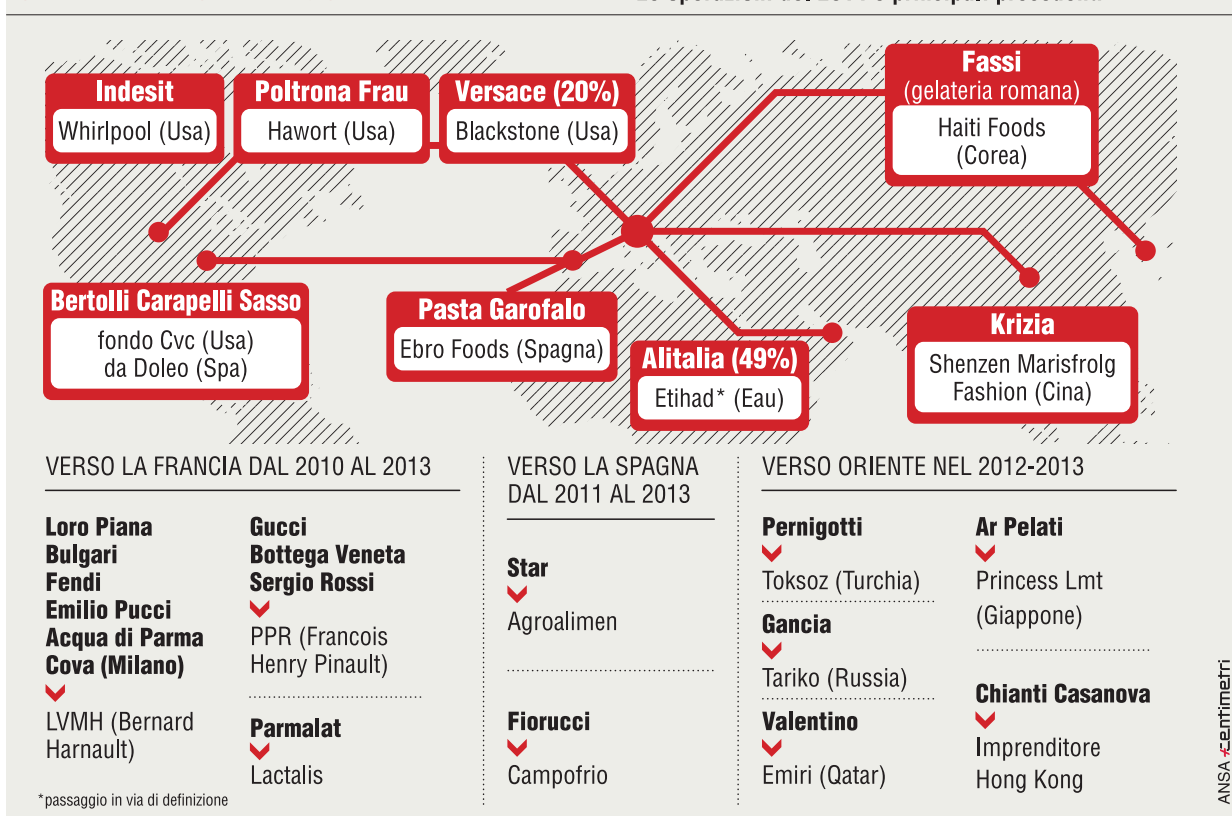 Indesit
Whirlpool (Usa)
Poltrona Frau
Hawort (Usa)
Versace (20%)
Blackstone (Usa)
Fassi
(gelateria romana)
Haiti Foods
(Corea)
Bertolli Carapelli Sasso
fondo Cvc (Usa)
da Doleo (Spa)
Pasta Garofalo
Ebro Foods (Spagna)
Alitalia (49%)
Etihad* (Eau)
Krizia
Shenzen Marisfrolg
Fashion (Cina)
VERSO LA FRANCIA DAL 2010 AL 2013
Loro Piana
Bulgari
Fendi
Emilio Pucci
Acqua di Parma
Cova (Milano)
LVMH (Bernard
Harnault)
Gucci
Bottega Veneta
Sergio Rossi
PPR (Francois
Henry Pinault)
Parmalat
Lactalis
*passaggio in via di definizione
VERSO LA SPAGNA
DAL 2011 AL 2013
Star
Agroalimen
Fiorucci
Campofrio
VERSO ORIENTE NEL 2012-2013
Pernigotti
Toksoz (Turchia)
Gancia
Tariko (Russia)
Valentino
Emiri (Qatar)
Ar Pelati
Princess Lmt
(Giappone)
Chianti Casanova
Imprenditore
Hong Kong
ANSA centimetri